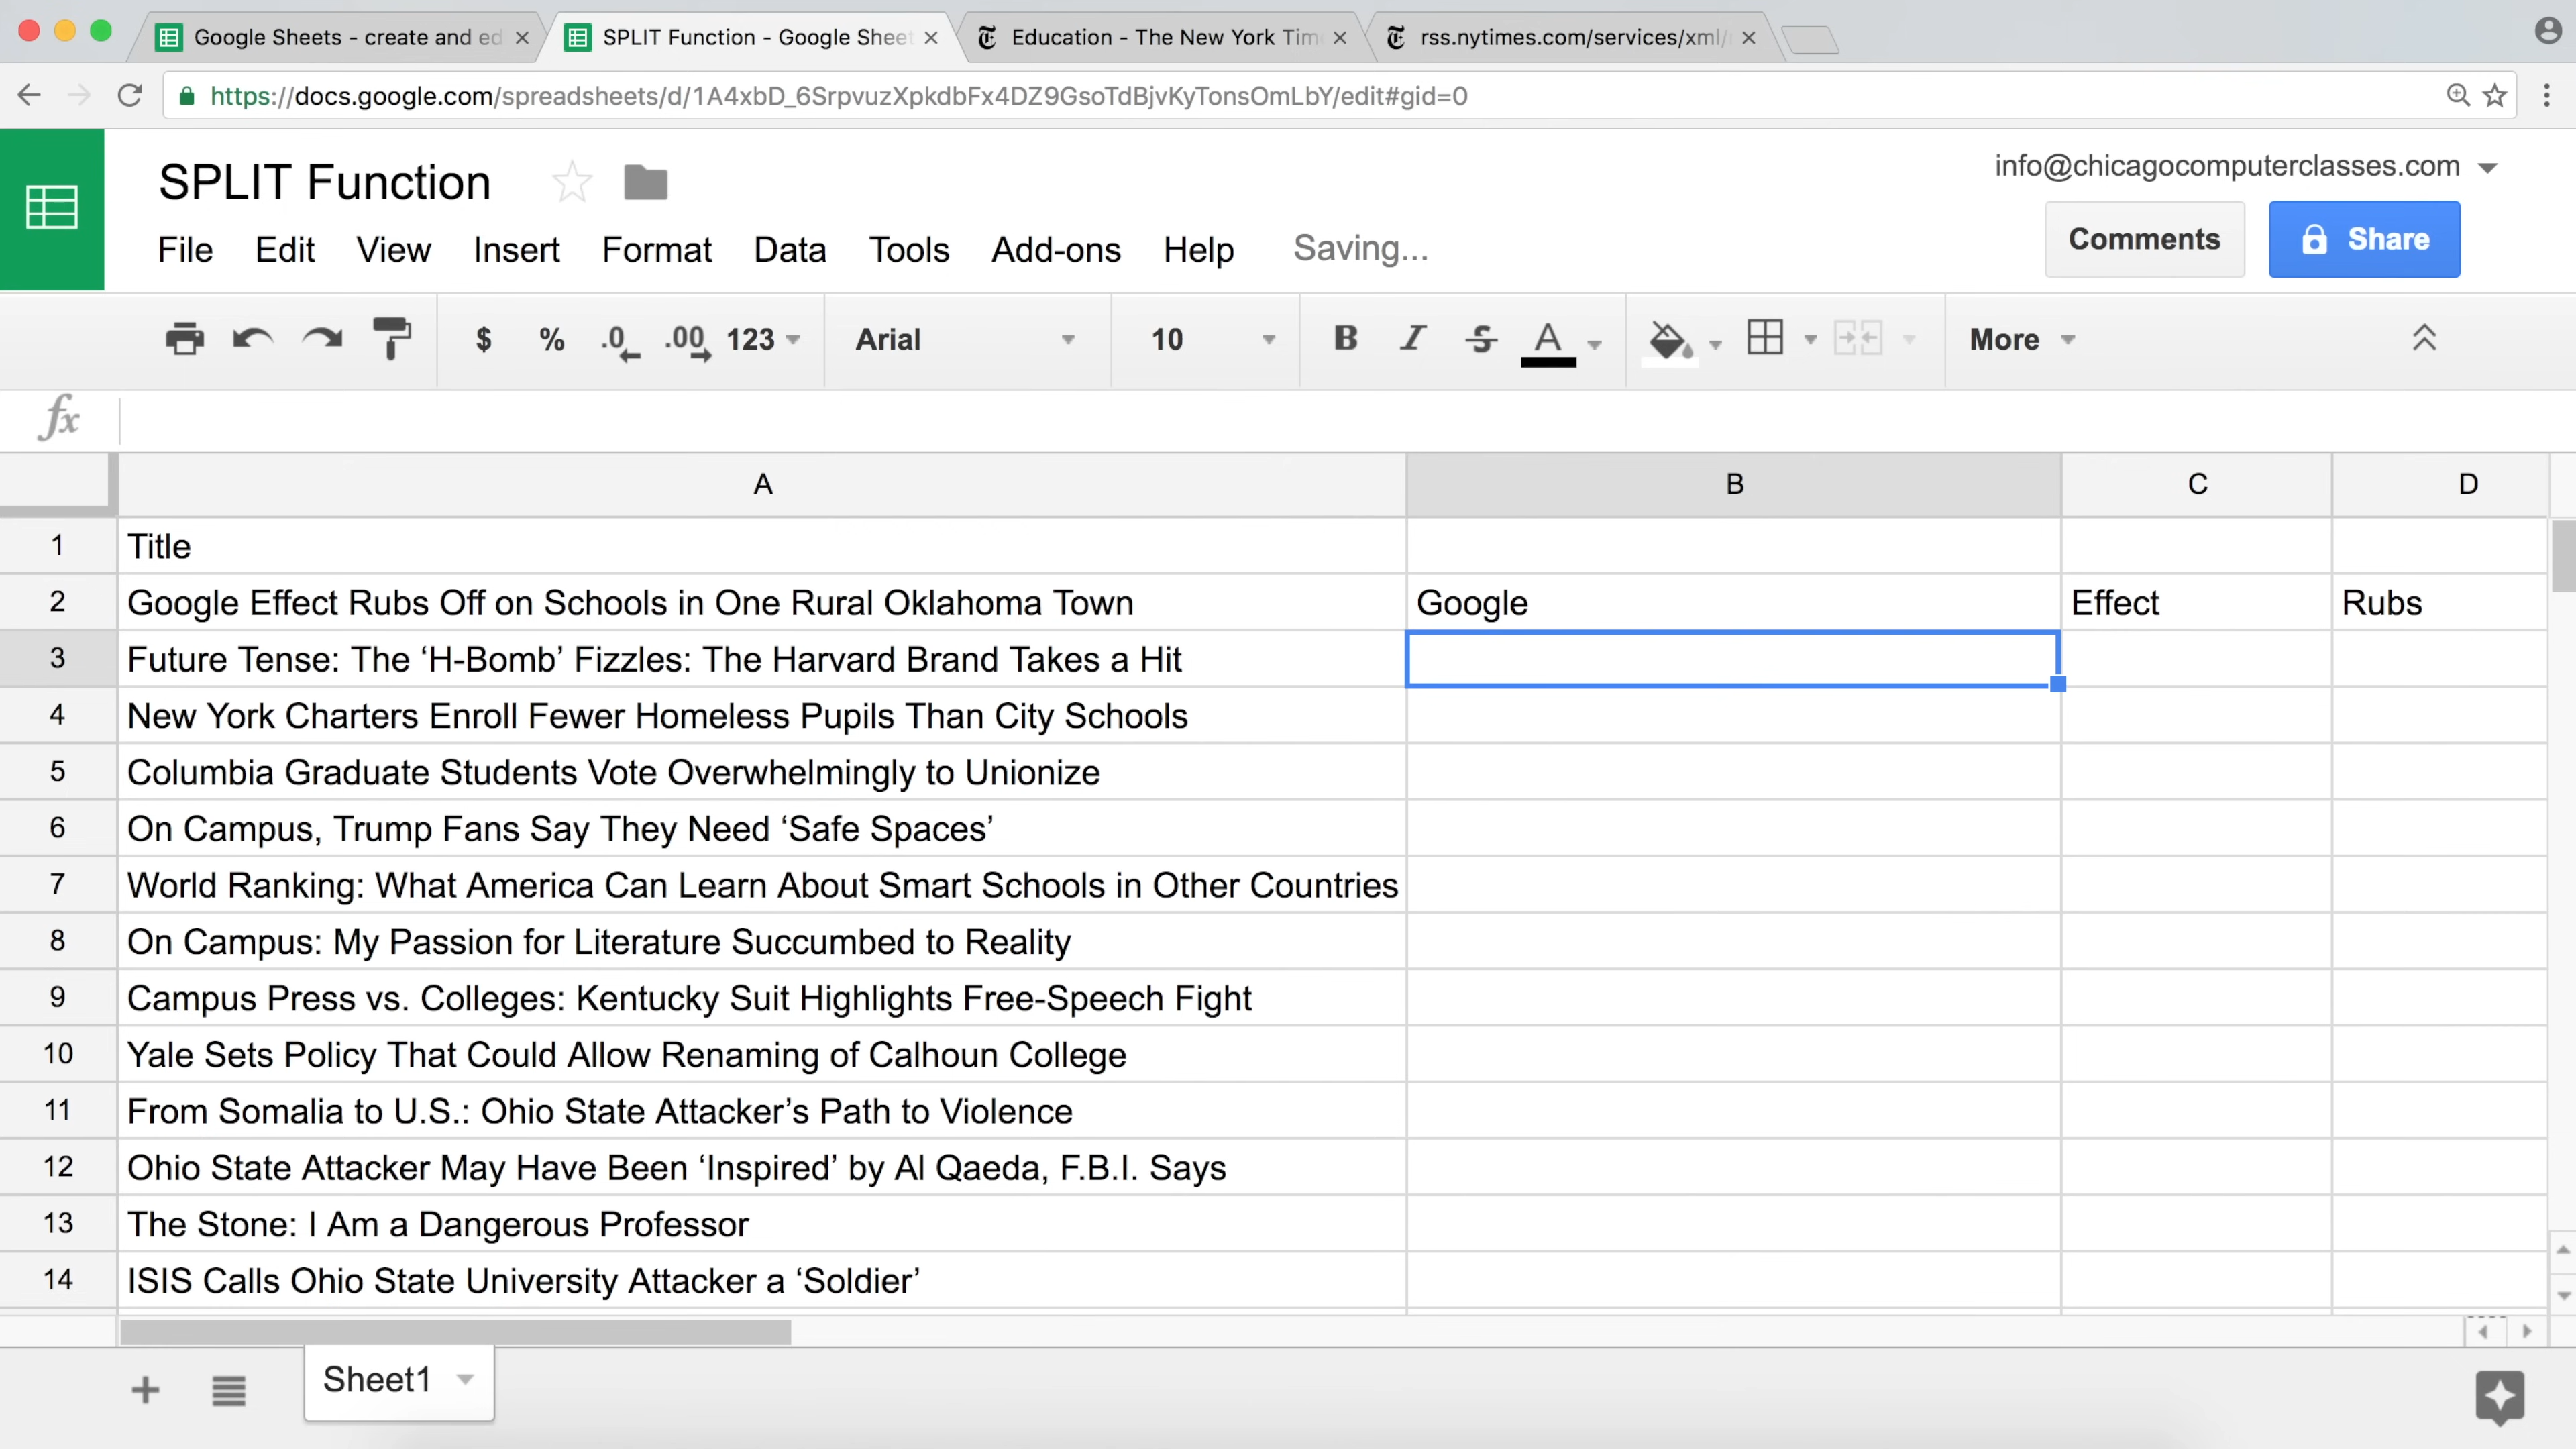 Google Sheets - create and ed
SPLIT Function - Google Sheet
Education - The New York Tim
rss.nytimes.com/services/xml/
https://docs.google.com/spreadsheets/d/1A4xbD_6SrpvuzXpkdbFx4DZ9GsoTdBjvKyTonsOmLbY/edit#gid=0
SPLIT Function
info@chicagocomputerclasses.com
File Edit View Insert Format Data Tools Add-ons Help Saving...
Comments
Share
$ % .0 .00 123 Arial 10 B I S A More
fx
A B C D
1 Title
2 Google Effect Rubs Off on Schools in One Rural Oklahoma Town Google Effect Rubs
3 Future Tense: The ‘H-Bomb’ Fizzles: The Harvard Brand Takes a Hit
4 New York Charters Enroll Fewer Homeless Pupils Than City Schools
5 Columbia Graduate Students Vote Overwhelmingly to Unionize
6 On Campus, Trump Fans Say They Need ‘Safe Spaces’
7 World Ranking: What America Can Learn About Smart Schools in Other Countries
8 On Campus: My Passion for Literature Succumbed to Reality
9 Campus Press vs. Colleges: Kentucky Suit Highlights Free-Speech Fight
10 Yale Sets Policy That Could Allow Renaming of Calhoun College
11 From Somalia to U.S.: Ohio State Attacker’s Path to Violence
12 Ohio State Attacker May Have Been ‘Inspired’ by Al Qaeda, F.B.I. Says
13 The Stone: I Am a Dangerous Professor
14 ISIS Calls Ohio State University Attacker a ‘Soldier’
Sheet1